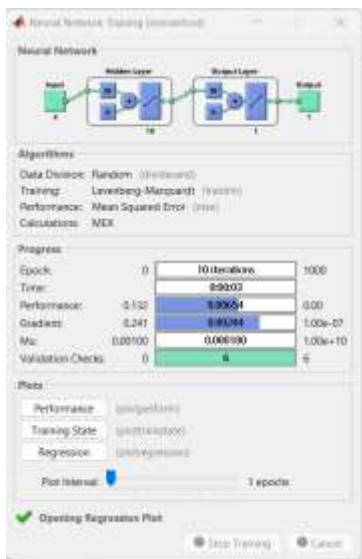 Neural Network Training (nntraintool)
Neural Network
Input
Hidden Layer
Output Layer
Output
W
b
W
b
10
1
1
Algorithms
Data Division: Random (dividerand)
Training: Levenberg-Marquardt (trainlm)
Performance: Mean Squared Error (mse)
Calculations: MEX
Progress
Epoch: 0 10 iterations 1000
Time: 0:00:03
Performance: 0.132 0.00654 0.00
Gradient: 0.241 1.00e-07
Mu: 0.00100 0.000100 1.00e+10
Validation Checks: 0 6 6
Plots
Performance (plotperform)
Training State (plottrainstate)
Regression (plotregression)
Plot Interval: 1 epochs
Opening Regression Plot
Stop Training Cancel